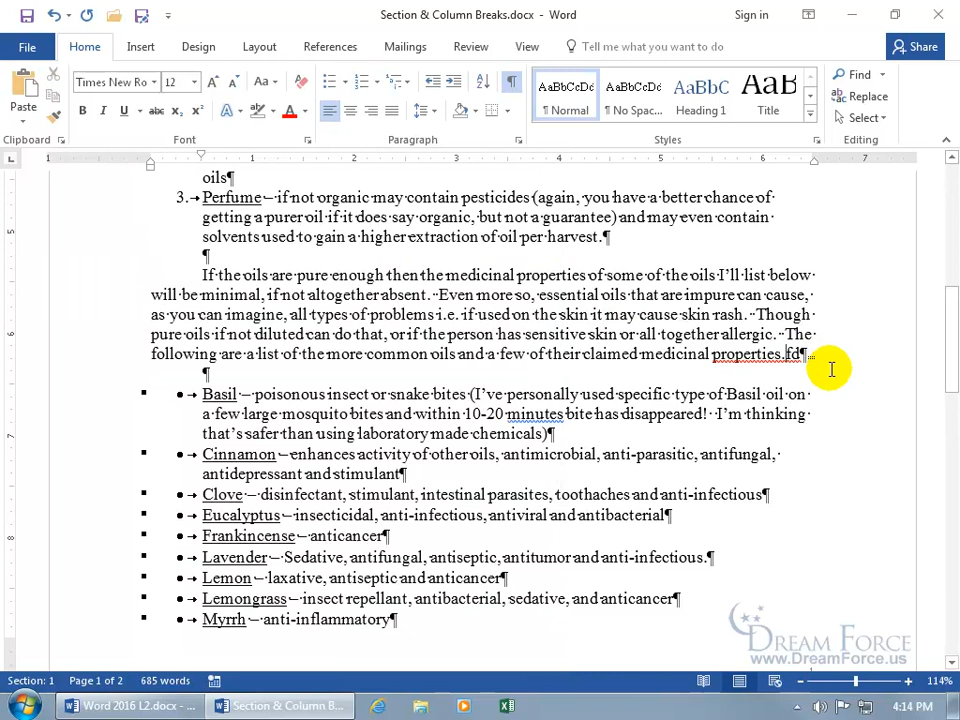 Section & Column Breaks.docx - Word
Sign in
File Home Insert Design Layout References Mailings Review View Tell me what you want to do Share
Paste
Times New Ro 12 Aa
AaBbCcDd AaBbCcDd AaBbC AaB
¶ Normal ¶ No Spac... Heading 1 Title
Find
Replace
Select
Clipboard Font Paragraph Styles Editing
1 1 2 3 4 5 6 7
oils¶
3. Perfume – if not organic may contain pesticides (again, you have a better chance of
getting a purer oil if it does say organic, but not a guarantee) and may even contain
solvents used to gain a higher extraction of oil per harvest.¶
¶
If the oils are pure enough then the medicinal properties of some of the oils I'll list below
will be minimal, if not altogether absent. Even more so, essential oils that are impure can cause,
as you can imagine, all types of problems i.e. if used on the skin it may cause skin rash. Though
pure oils if not diluted can do that, or if the person has sensitive skin or all together allergic. The
following are a list of the more common oils and a few of their claimed medicinal properties.fd¶
¶
• Basil – poisonous insect or snake bites (I've personally used specific type of Basil oil on
a few large mosquito bites and within 10-20 minutes bite has disappeared! I'm thinking
that's safer than using laboratory made chemicals)¶
• Cinnamon – enhances activity of other oils, antimicrobial, anti-parasitic, antifungal,
antidepressant and stimulant¶
• Clove – disinfectant, stimulant, intestinal parasites, toothaches and anti-infectious¶
• Eucalyptus – insecticidal, anti-infectious, antiviral and antibacterial¶
• Frankincense – anticancer¶
• Lavender – Sedative, antifungal, antiseptic, antitumor and anti-infectious.¶
• Lemon – laxative, antiseptic and anticancer¶
• Lemongrass – insect repellant, antibacterial, sedative, and anticancer¶
• Myrrh – anti-inflammatory¶
5
6
7
8
DREAM FORCE
www.DreamForce.us
Section: 1 Page 1 of 2 685 words 114%
Word 2016 L2.docx - ... Section & Column B... 4:14 PM